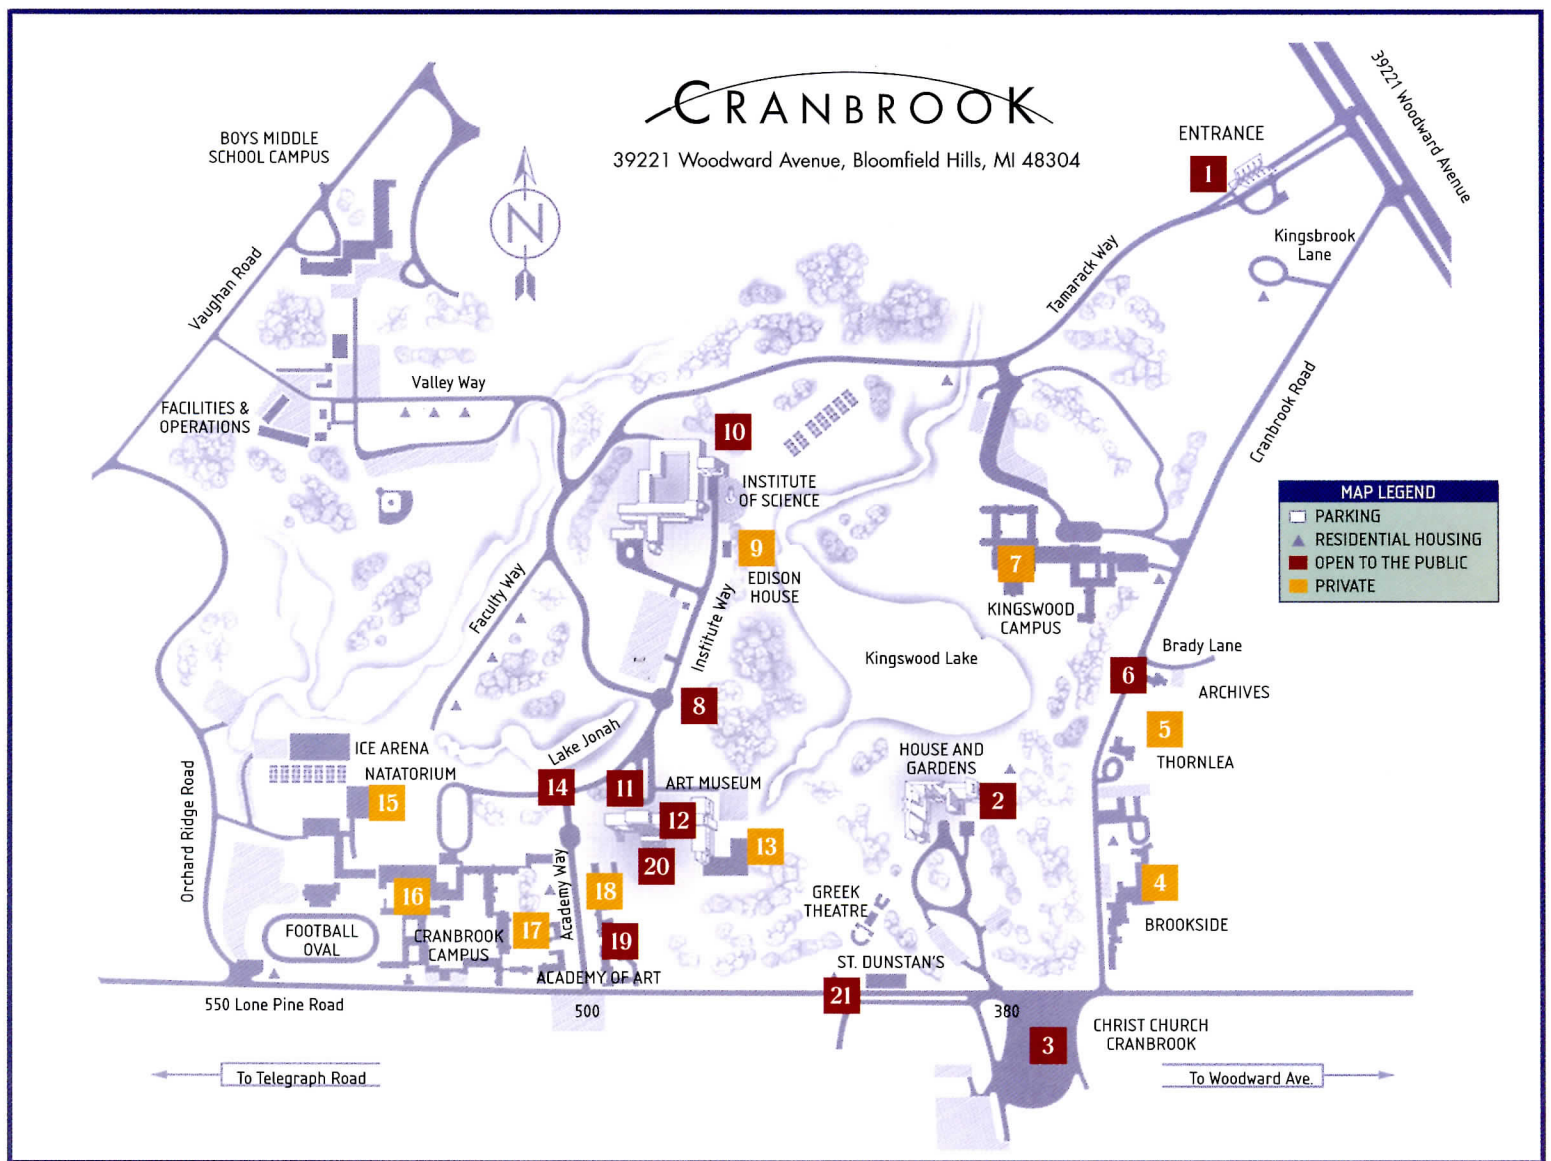 CRANBROOK
39221 Woodward Avenue, Bloomfield Hills, MI 48304
39221 Woodward Avenue
ENTRANCE
1
BOYS MIDDLE
SCHOOL CAMPUS
N
Kingsbrook
Lane
Tamarack Way
Vaughan Road
Cranbrook Road
Valley Way
FACILITIES &
OPERATIONS
10
INSTITUTE
OF SCIENCE
MAP LEGEND
PARKING
RESIDENTIAL HOUSING
OPEN TO THE PUBLIC
PRIVATE
9
EDISON
HOUSE
7
KINGSWOOD
CAMPUS
Faculty Way
Institute Way
Kingswood Lake
Brady Lane
6
ARCHIVES
8
5
THORNLEA
Lake Jonah
ICE ARENA
NATATORIUM
15
14
11
ART MUSEUM
12
13
20
HOUSE AND
GARDENS
2
Orchard Ridge Road
Academy Way
16
17
18
19
4
BROOKSIDE
GREEK
THEATRE
FOOTBALL
OVAL
CRANBROOK
CAMPUS
ACADEMY OF ART
ST. DUNSTAN'S
21
550 Lone Pine Road
500
380
3
CHRIST CHURCH
CRANBROOK
To Telegraph Road
To Woodward Ave.